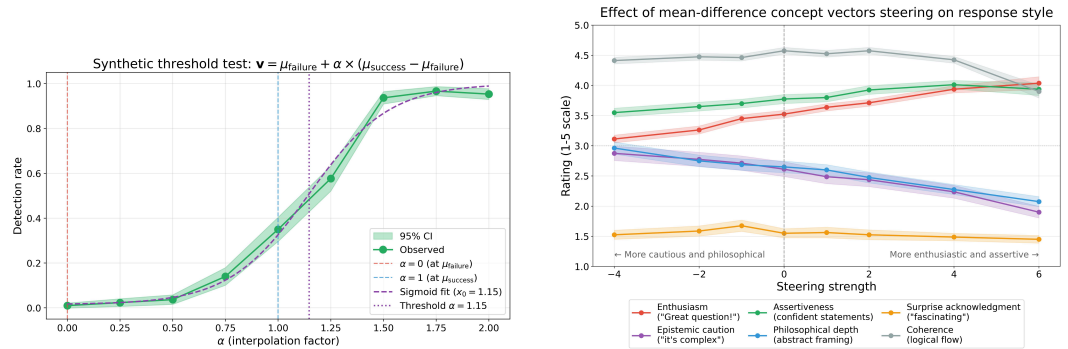 Synthetic threshold test: v = μfailure + α × (μsuccess − μfailure)
Detection rate
1.0
0.8
0.6
0.4
0.2
0.0
0.00 0.25 0.50 0.75 1.00 1.25 1.50 1.75 2.00
α (interpolation factor)
95% CI
Observed
α = 0 (at μfailure)
α = 1 (at μsuccess)
Sigmoid fit (x₀ = 1.15)
Threshold α = 1.15
Effect of mean-difference concept vectors steering on response style
Rating (1-5 scale)
5.0
4.5
4.0
3.5
3.0
2.5
2.0
1.5
1.0
← More cautious and philosophical
More enthusiastic and assertive →
−4 −2 0 2 4 6
Steering strength
Enthusiasm
("Great question!")
Epistemic caution
("it's complex")
Assertiveness
(confident statements)
Philosophical depth
(abstract framing)
Surprise acknowledgment
("fascinating")
Coherence
(logical flow)